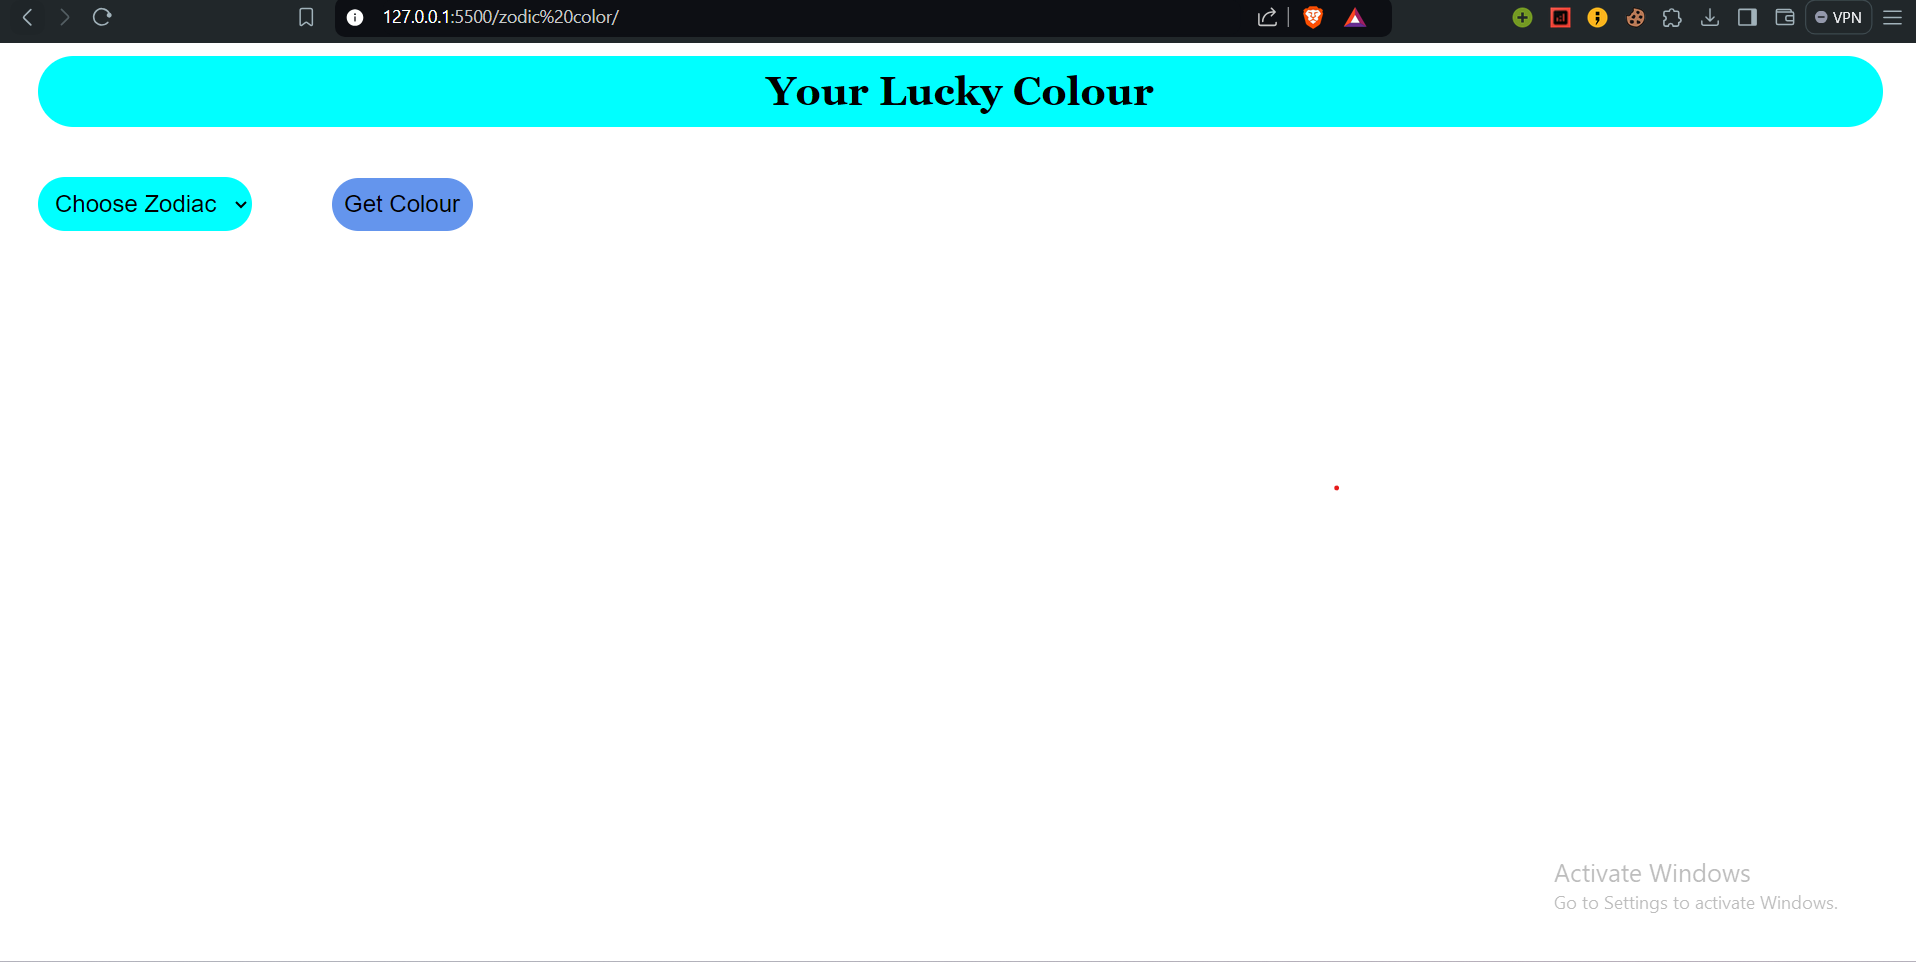 127.0.0.1:5500/zodic%20color/
VPN
Your Lucky Colour
Choose Zodiac
Get Colour
Activate Windows
Go to Settings to activate Windows.